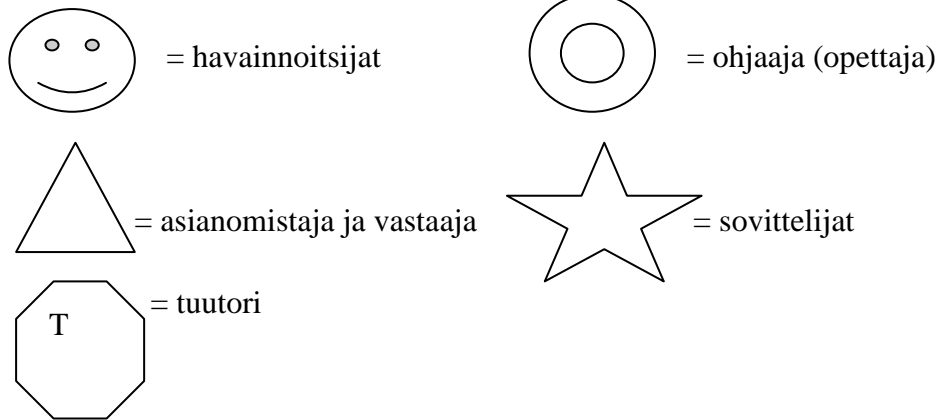 = havainnoitsijat
= ohjaaja (opettaja)
= asianomistaja ja vastaaja
= sovittelijat
= tuutori
T